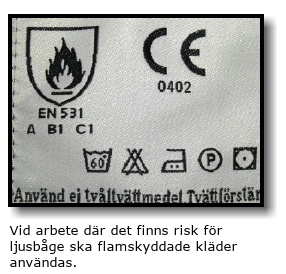 CE
0402
EN 531
A B1 C1
60°
P
Använd ej tvåltvättmedel Tvättförstär
Vid arbete där det finns risk för
ljusbåge ska flamskyddade kläder
användas.